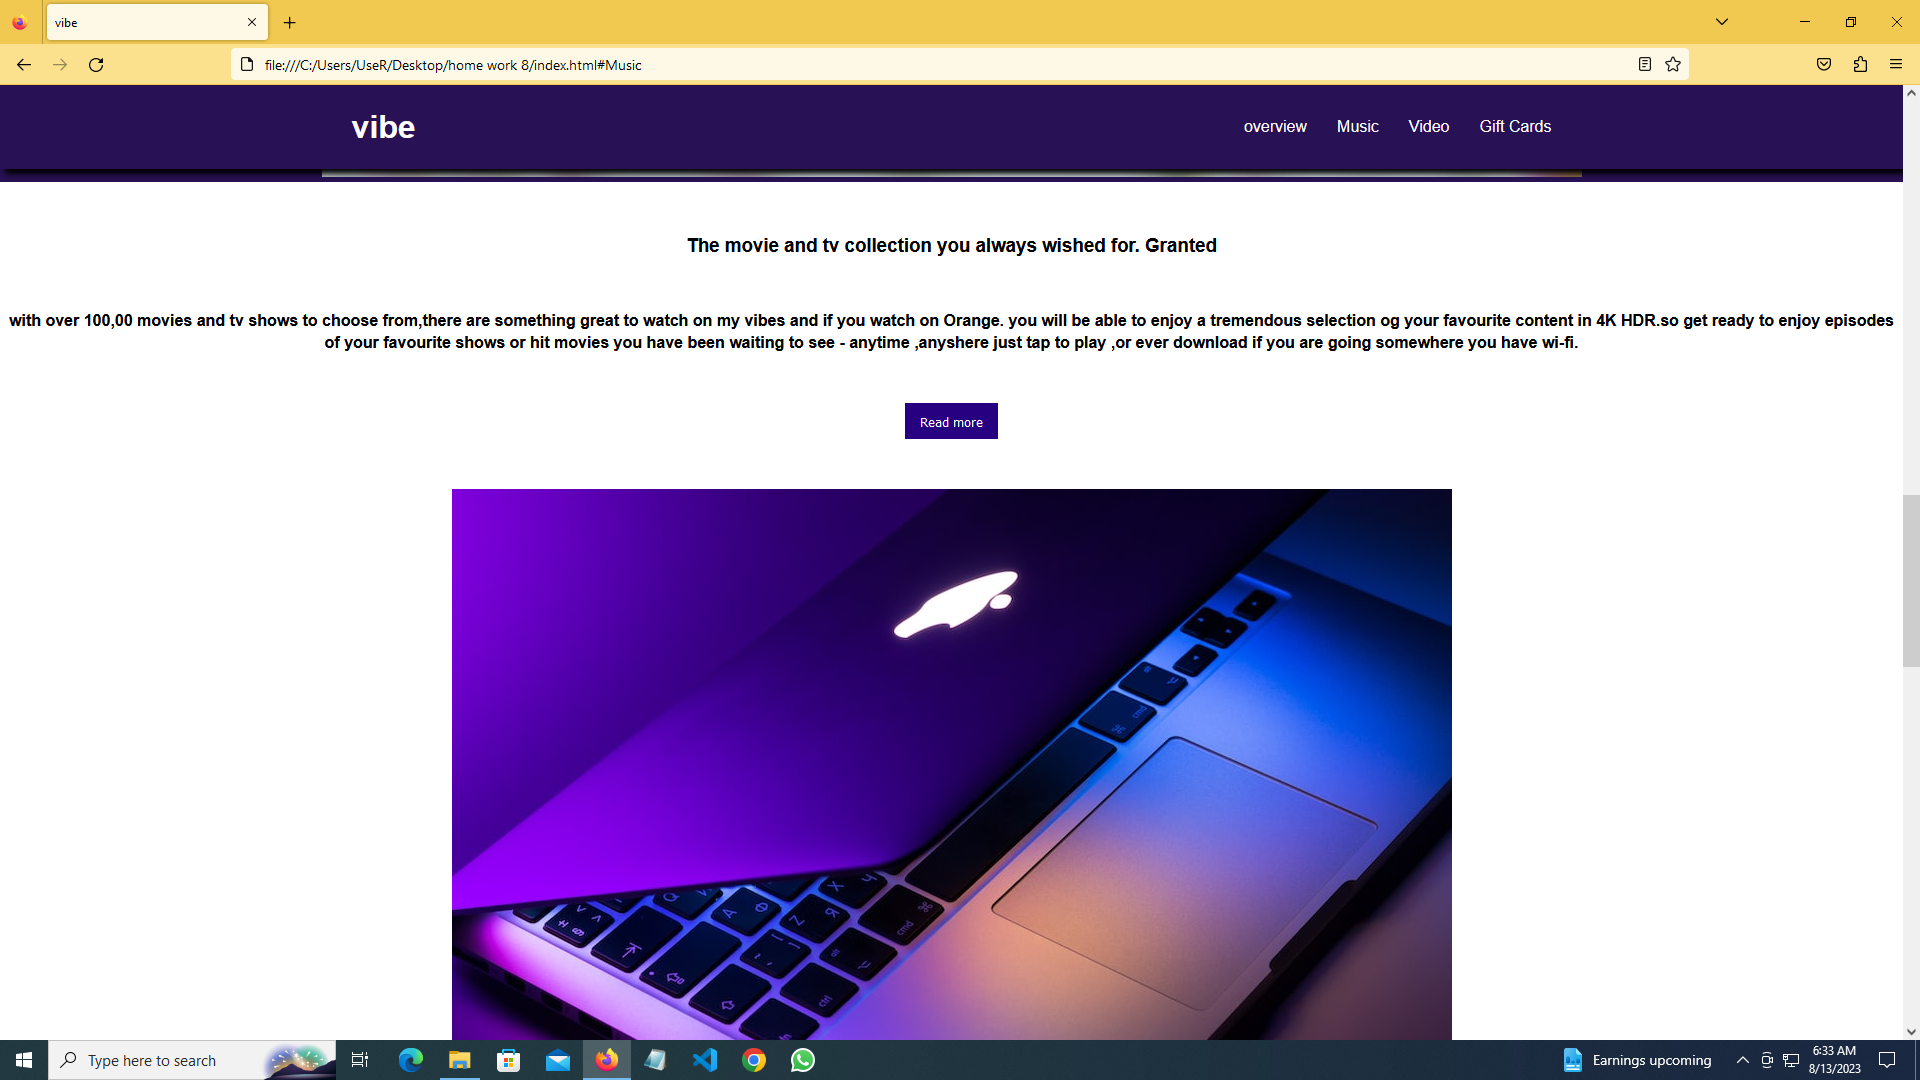 vibe
file:///C:/Users/UseR/Desktop/home work 8/index.html#Music
vibe
overview Music Video Gift Cards
The movie and tv collection you always wished for. Granted
with over 100,00 movies and tv shows to choose from,there are something great to watch on my vibes and if you watch on Orange. you will be able to enjoy a tremendous selection og your favourite content in 4K HDR.so get ready to enjoy episodes
of your favourite shows or hit movies you have been waiting to see - anytime ,anyshere just tap to play ,or ever download if you are going somewhere you have wi-fi.
Read more
cmd
cmd
ctrl
Type here to search
Earnings upcoming
6:33 AM
8/13/2023